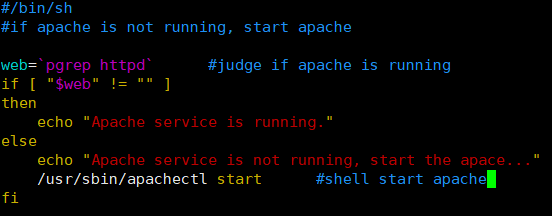 #/bin/sh
#if apache is not running, start apache
web=`pgrep httpd`      #judge if apache is running
if [ "$web" != "" ]
then
    echo "Apache service is running."
else
    echo "Apache service is not running, start the apace..."
    /usr/sbin/apachectl start      #shell start apache
fi